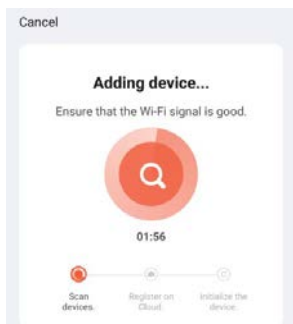 Cancel
Adding device...
Ensure that the Wi-Fi signal is good.
01:56
Scan
devices.
Register on
Cloud.
Initialize the
device.